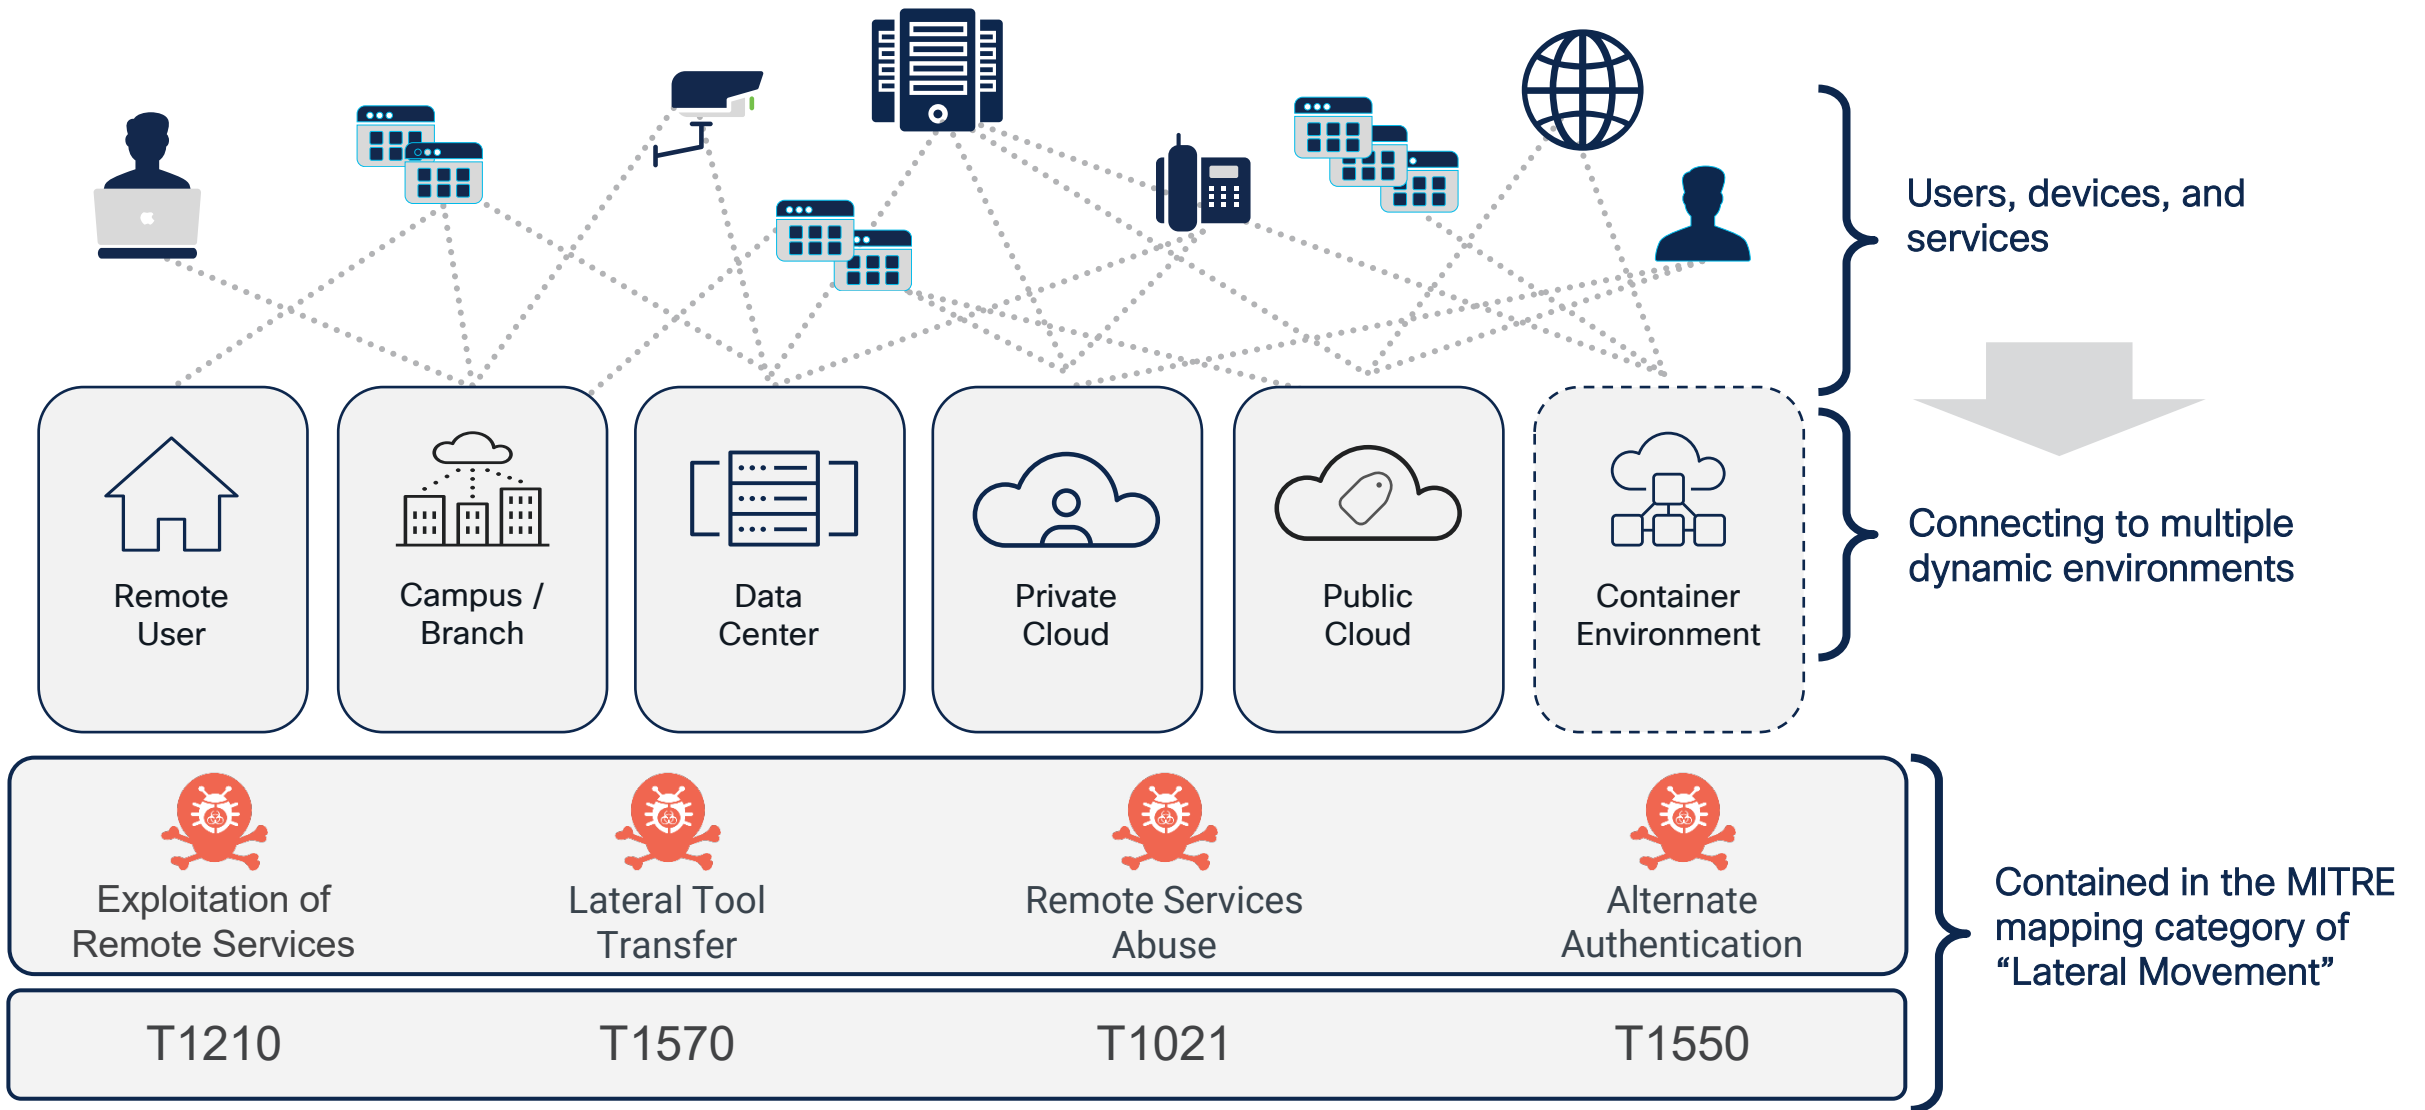 Users, devices, and
services
Connecting to multiple
dynamic environments
Remote
User
Campus /
Branch
Data
Center
Private
Cloud
Public
Cloud
Container
Environment
Exploitation of
Remote Services
Lateral Tool
Transfer
Remote Services
Abuse
Alternate
Authentication
Contained in the MITRE
mapping category of
“Lateral Movement”
T1210
T1570
T1021
T1550